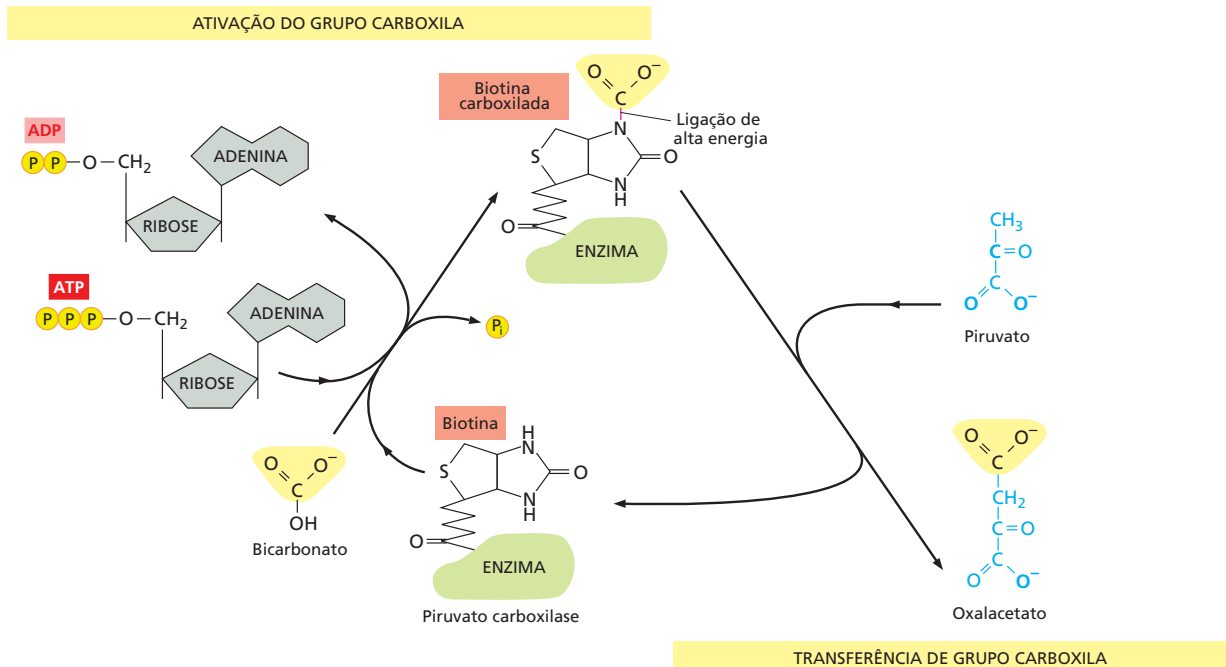 ATIVAÇÃO DO GRUPO CARBOXILA
O O⁻
C
Biotina
carboxilada
Ligação de
alta energia
N
S
O
N
H
O
ENZIMA
ADP
P P O CH₂
ADENINA
RIBOSE
ATP
P P P O CH₂
ADENINA
RIBOSE
Pᵢ
CH₃
C=O
C
O O⁻
Piruvato
Biotina
H
N
S
O
N
H
O
ENZIMA
Piruvato carboxilase
O O⁻
C
OH
Bicarbonato
O O⁻
C
CH₂
C=O
C
O O⁻
Oxalacetato
TRANSFERÊNCIA DE GRUPO CARBOXILA